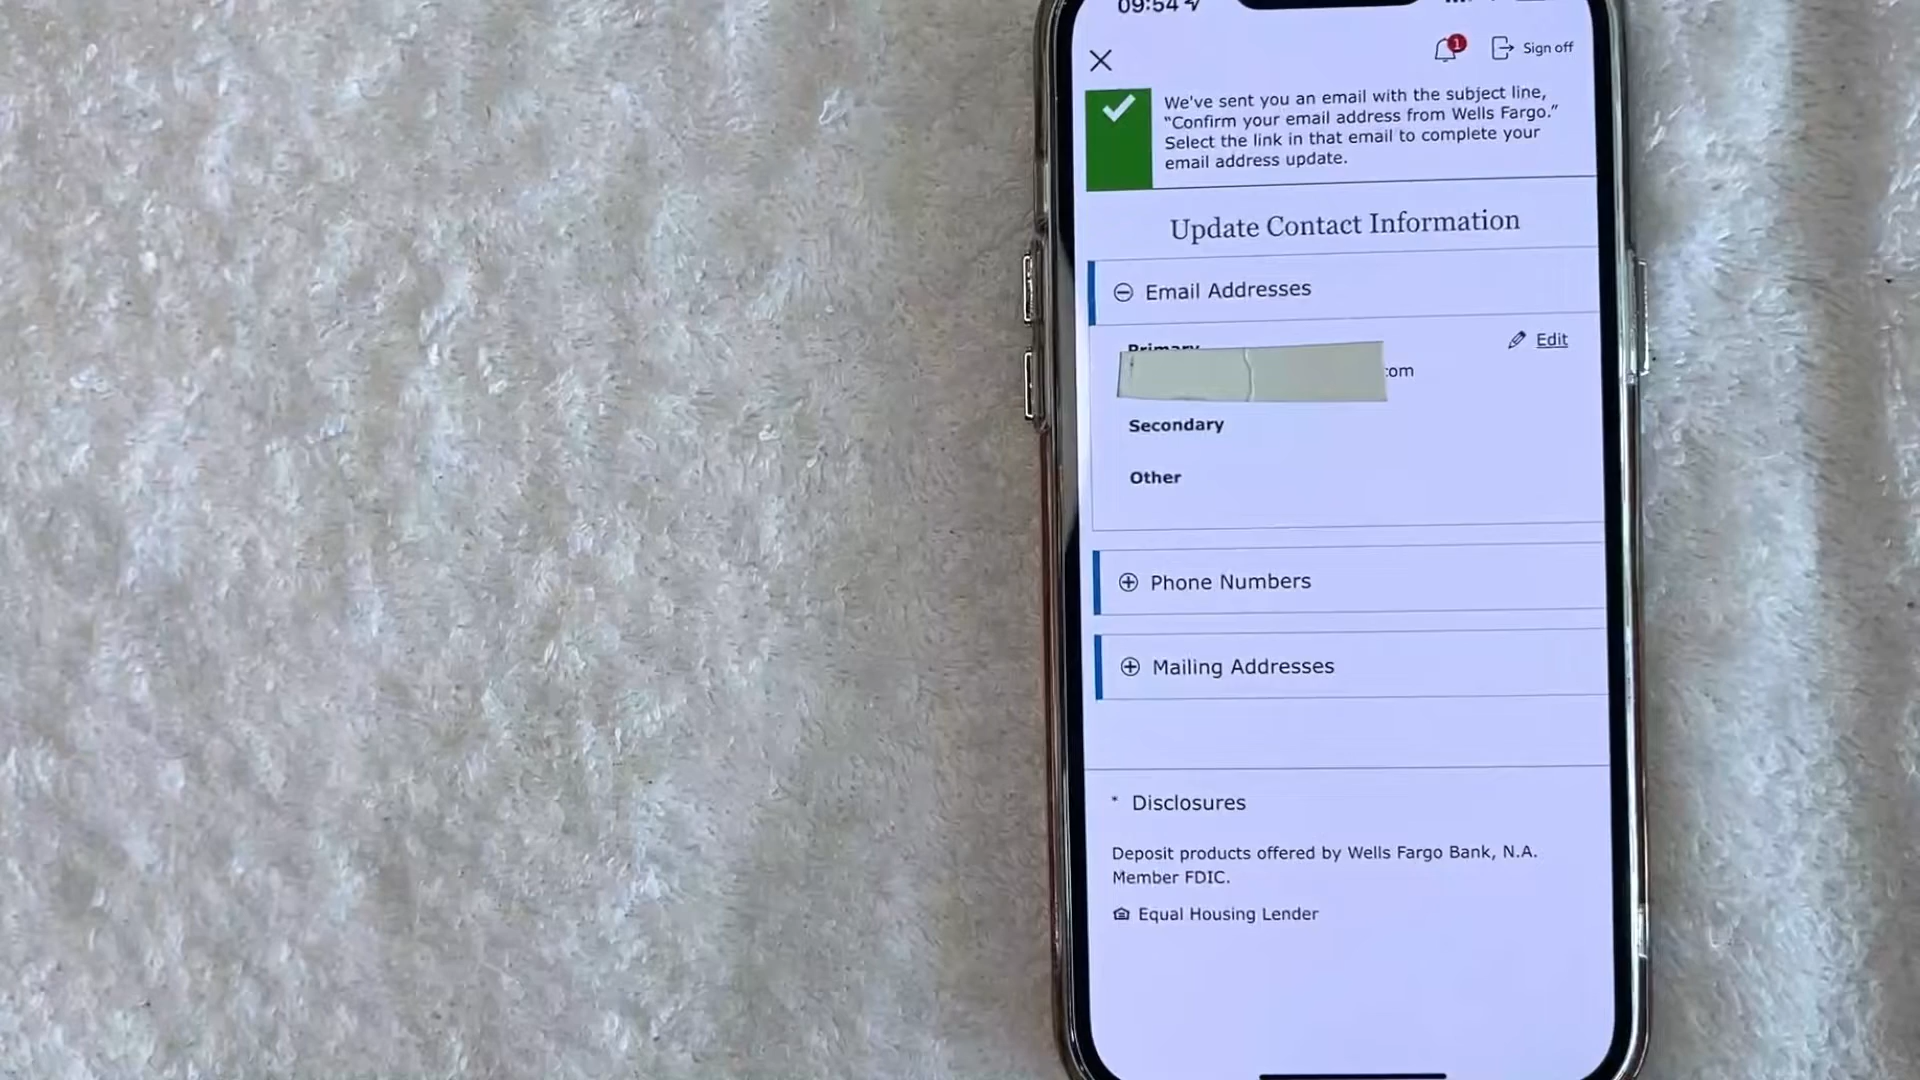 09:54
1
Sign off
We've sent you an email with the subject line,
“Confirm your email address from Wells Fargo.”
Select the link in that email to complete your
email address update.
Update Contact Information
Email Addresses
Primary
Edit
com
Secondary
Other
Phone Numbers
Mailing Addresses
* Disclosures
Deposit products offered by Wells Fargo Bank, N.A.
Member FDIC.
Equal Housing Lender